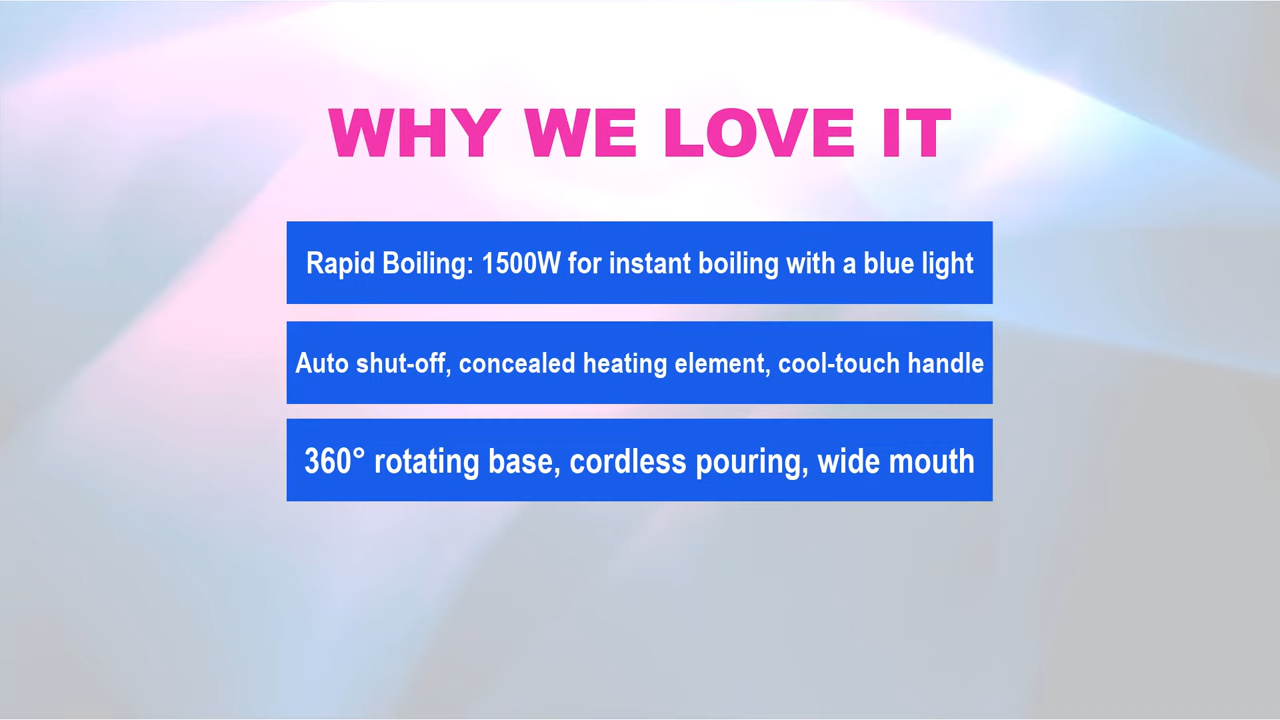 WHY WE LOVE IT
Rapid Boiling: 1500W for instant boiling with a blue light
Auto shut-off, concealed heating element, cool-touch handle
360° rotating base, cordless pouring, wide mouth